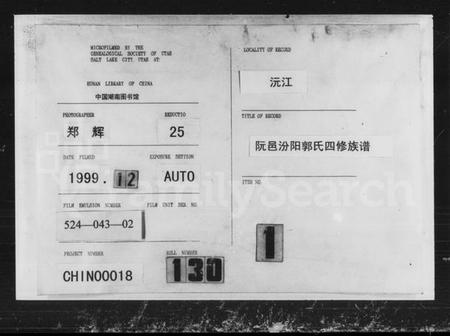 MICROFILMED BY THE
GENEALOGICAL SOCIETY OF UTAH
SALT LAKE CITY UTAH AT:
HUNAN LIBRARY OF CHINA
中国湖南图书馆
PHOTOGRAPHER
REDUCTIO
郑 辉
25
DATE FILMED
EXPOSURE SETTION
1999. 12
AUTO
FILM EMULSION NUMBER
FILM UNIT SER NO.
524—043—02
PROJECT NUMBER
ROLL NUMBER
CHIN00018
130
LOCALITY OF RECORD
沅江
TITLE OF RECORD
阮邑汾阳郭氏四修族谱
ITEM NO.
1
FamilySearch